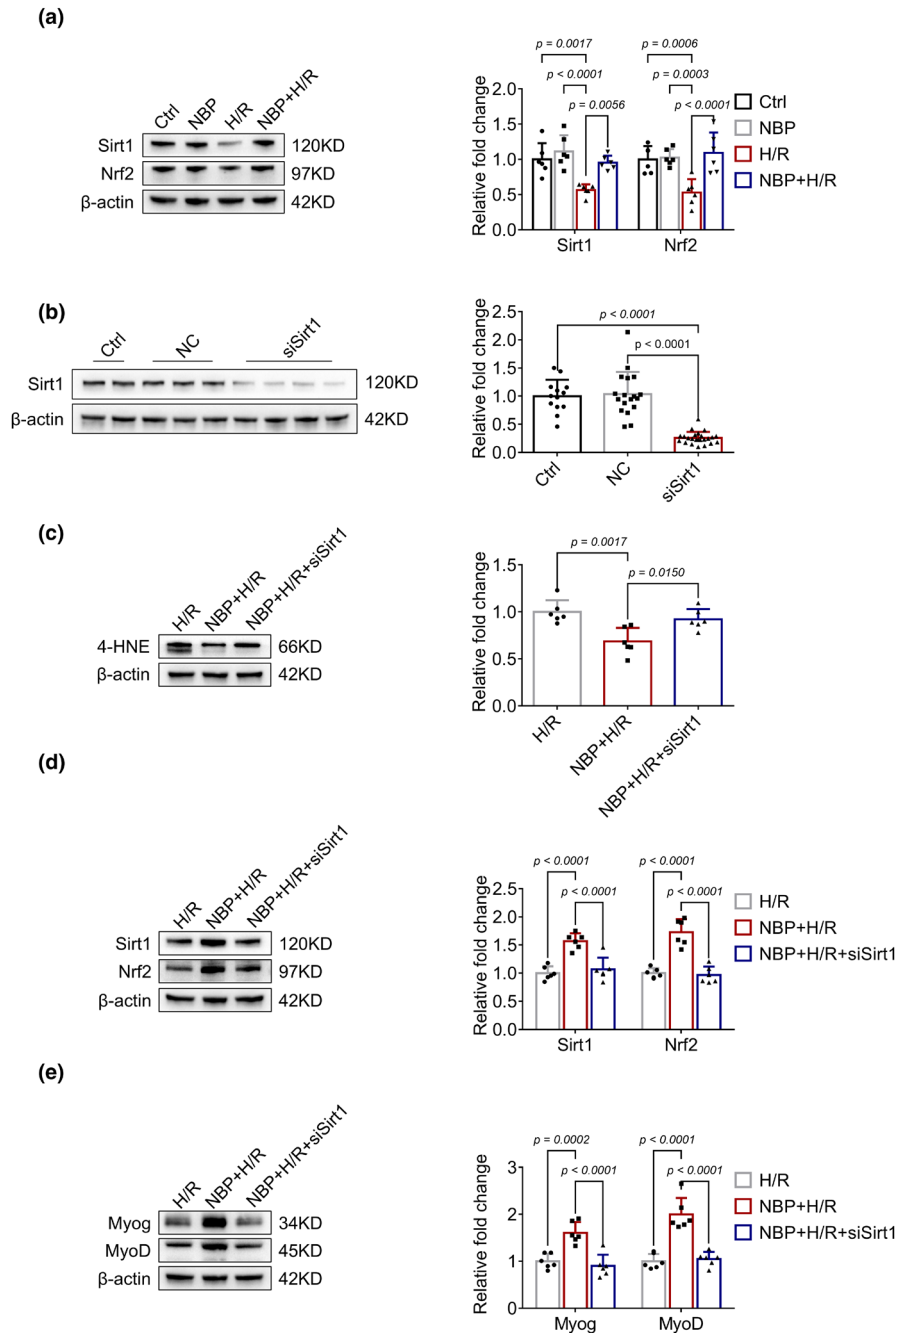 (a)
Ctrl
NBP
H/R
NBP+H/R
Sirt1
120KD
Nrf2
97KD
β-actin
42KD
p = 0.0017
p = 0.0006
p < 0.0001
p = 0.0003
p = 0.0056
p < 0.0001
Relative fold change
2.0
1.5
1.0
0.5
0.0
Sirt1
Nrf2
Ctrl
NBP
H/R
NBP+H/R
(b)
Ctrl
NC
siSirt1
Sirt1
120KD
β-actin
42KD
p < 0.0001
p < 0.0001
Relative fold change
2.5
2.0
1.5
1.0
0.5
0.0
Ctrl
NC
siSirt1
(c)
H/R
NBP+H/R
NBP+H/R+siSirt1
4-HNE
66KD
β-actin
42KD
p = 0.0017
p = 0.0150
Relative fold change
1.5
1.0
0.5
0.0
H/R
NBP+H/R
NBP+H/R+siSirt1
(d)
H/R
NBP+H/R
NBP+H/R+siSirt1
Sirt1
120KD
Nrf2
97KD
β-actin
42KD
p < 0.0001
p < 0.0001
p < 0.0001
p < 0.0001
Relative fold change
2.5
2.0
1.5
1.0
0.5
0.0
Sirt1
Nrf2
H/R
NBP+H/R
NBP+H/R+siSirt1
(e)
H/R
NBP+H/R
NBP+H/R+siSirt1
Myog
34KD
MyoD
45KD
β-actin
42KD
p = 0.0002
p < 0.0001
p < 0.0001
p < 0.0001
Relative fold change
3
2
1
0
Myog
MyoD
H/R
NBP+H/R
NBP+H/R+siSirt1